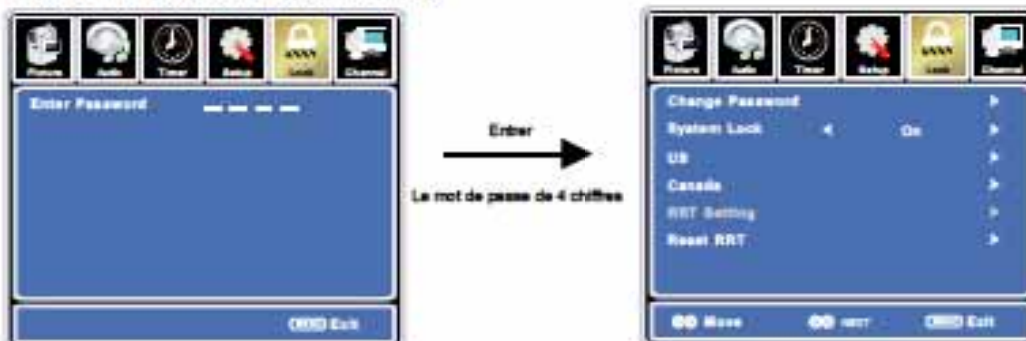 Picture Audio Timer Setup Lock Channel
Enter Password
Exit
Entrer
Le mot de passe de 4 chiffres
Picture Audio Timer Setup Lock Channel
Change Password
System Lock On
US
Canada
RRT Setting
Reset RRT
Move NEXT Exit